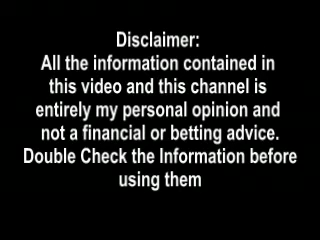 Disclaimer:
All the information contained in
this video and this channel is
entirely my personal opinion and
not a financial or betting advice.
Double Check the Information before
using them